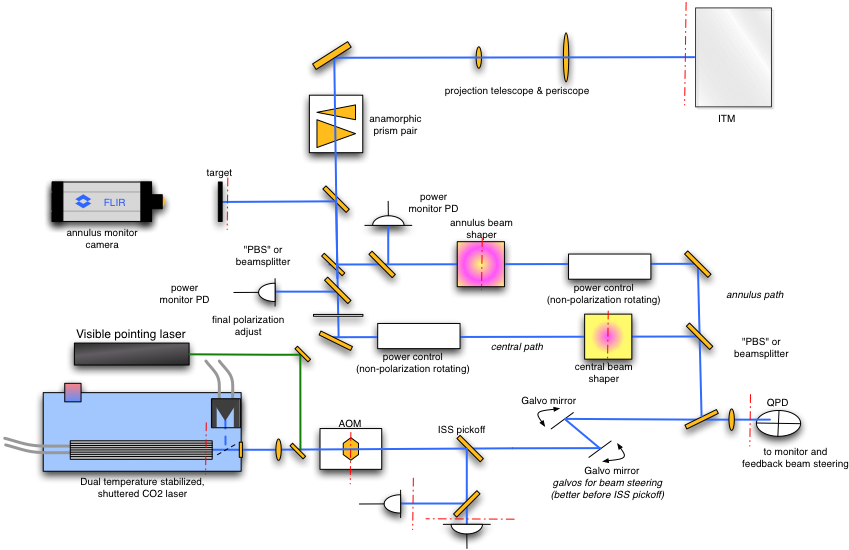 projection telescope & periscope
ITM
anamorphic
prism pair
target
FLIR
annulus monitor
camera
power
monitor PD
annulus beam
shaper
"PBS" or
beamsplitter
power
monitor PD
power control
(non-polarization rotating)
annulus path
final polarization
adjust
Visible pointing laser
central path
power control
(non-polarization rotating)
central beam
shaper
"PBS" or
beamsplitter
Galvo mirror
QPD
AOM
ISS pickoff
to monitor and
feedback beam steering
Galvo mirror
galvos for beam steering
(better before ISS pickoff)
Dual temperature stabilized,
shuttered CO2 laser